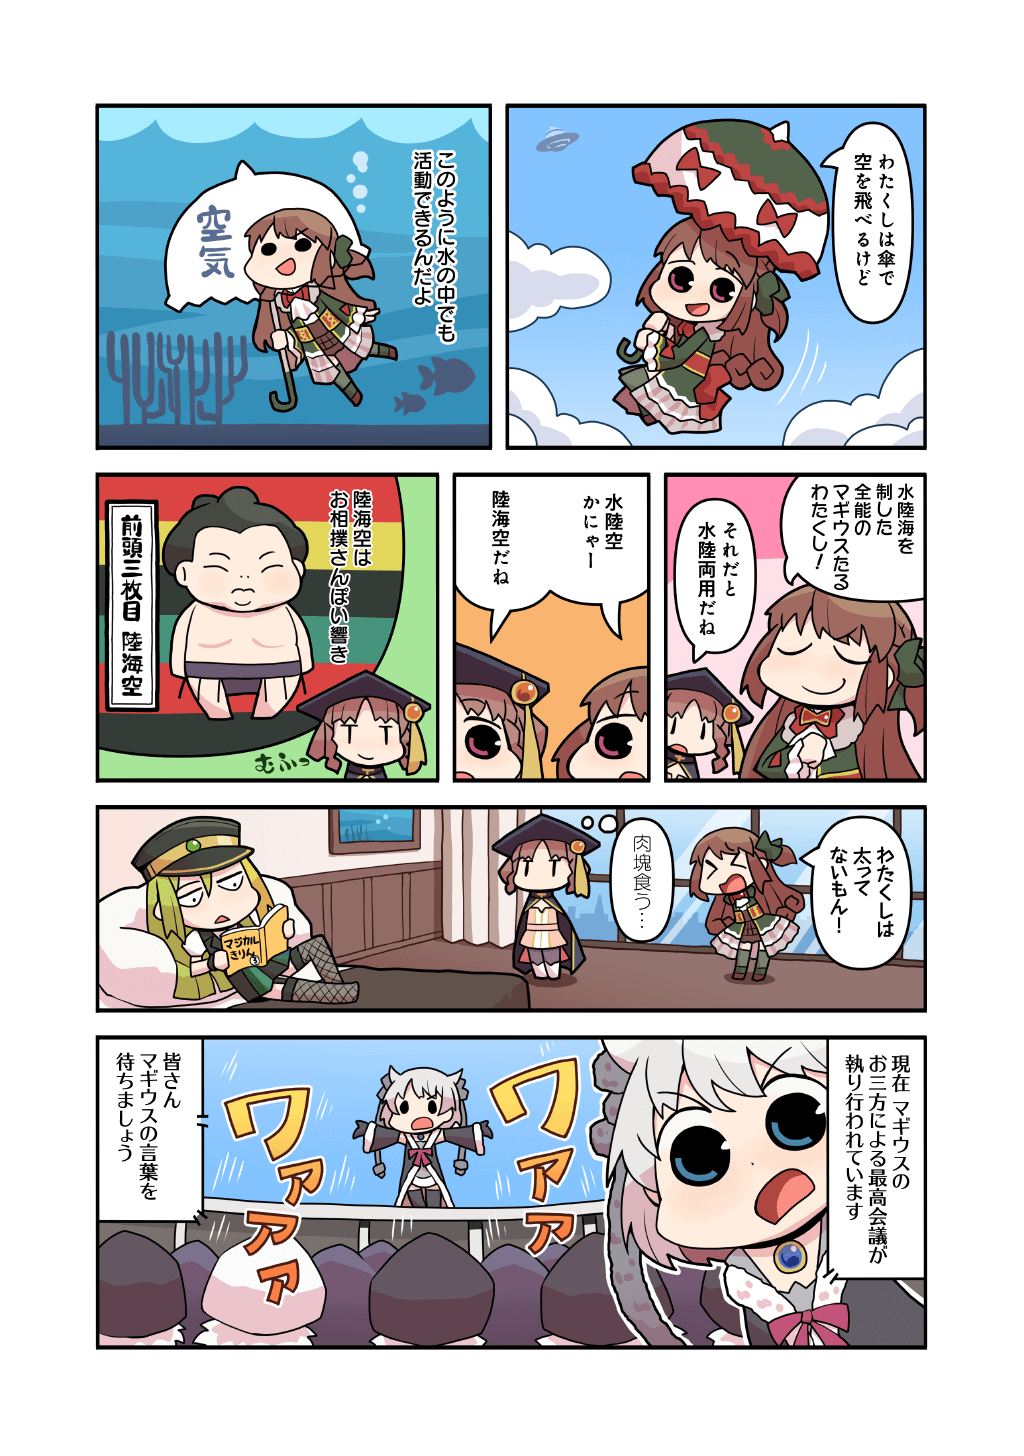 わたくしは傘で
空を飛べるけど
このように水の中でも
活動できるんだよ
空気
水陸海を
制した
全能の
マギウスたる
わたくし！
それだと
水陸両用だね
水陸空
かにゃー
陸海空だね
陸海空は
お相撲さんぽい響き
前頭三枚目 陸海空
むふっ
わたくしは
太って
ないもん！
肉塊食う…
マジカル
きりん
3
現在 マギウスの
お三方による最高会議が
執り行われています
ワァァァ
ワァァァァ
皆さん
マギウスの言葉を
待ちましょう